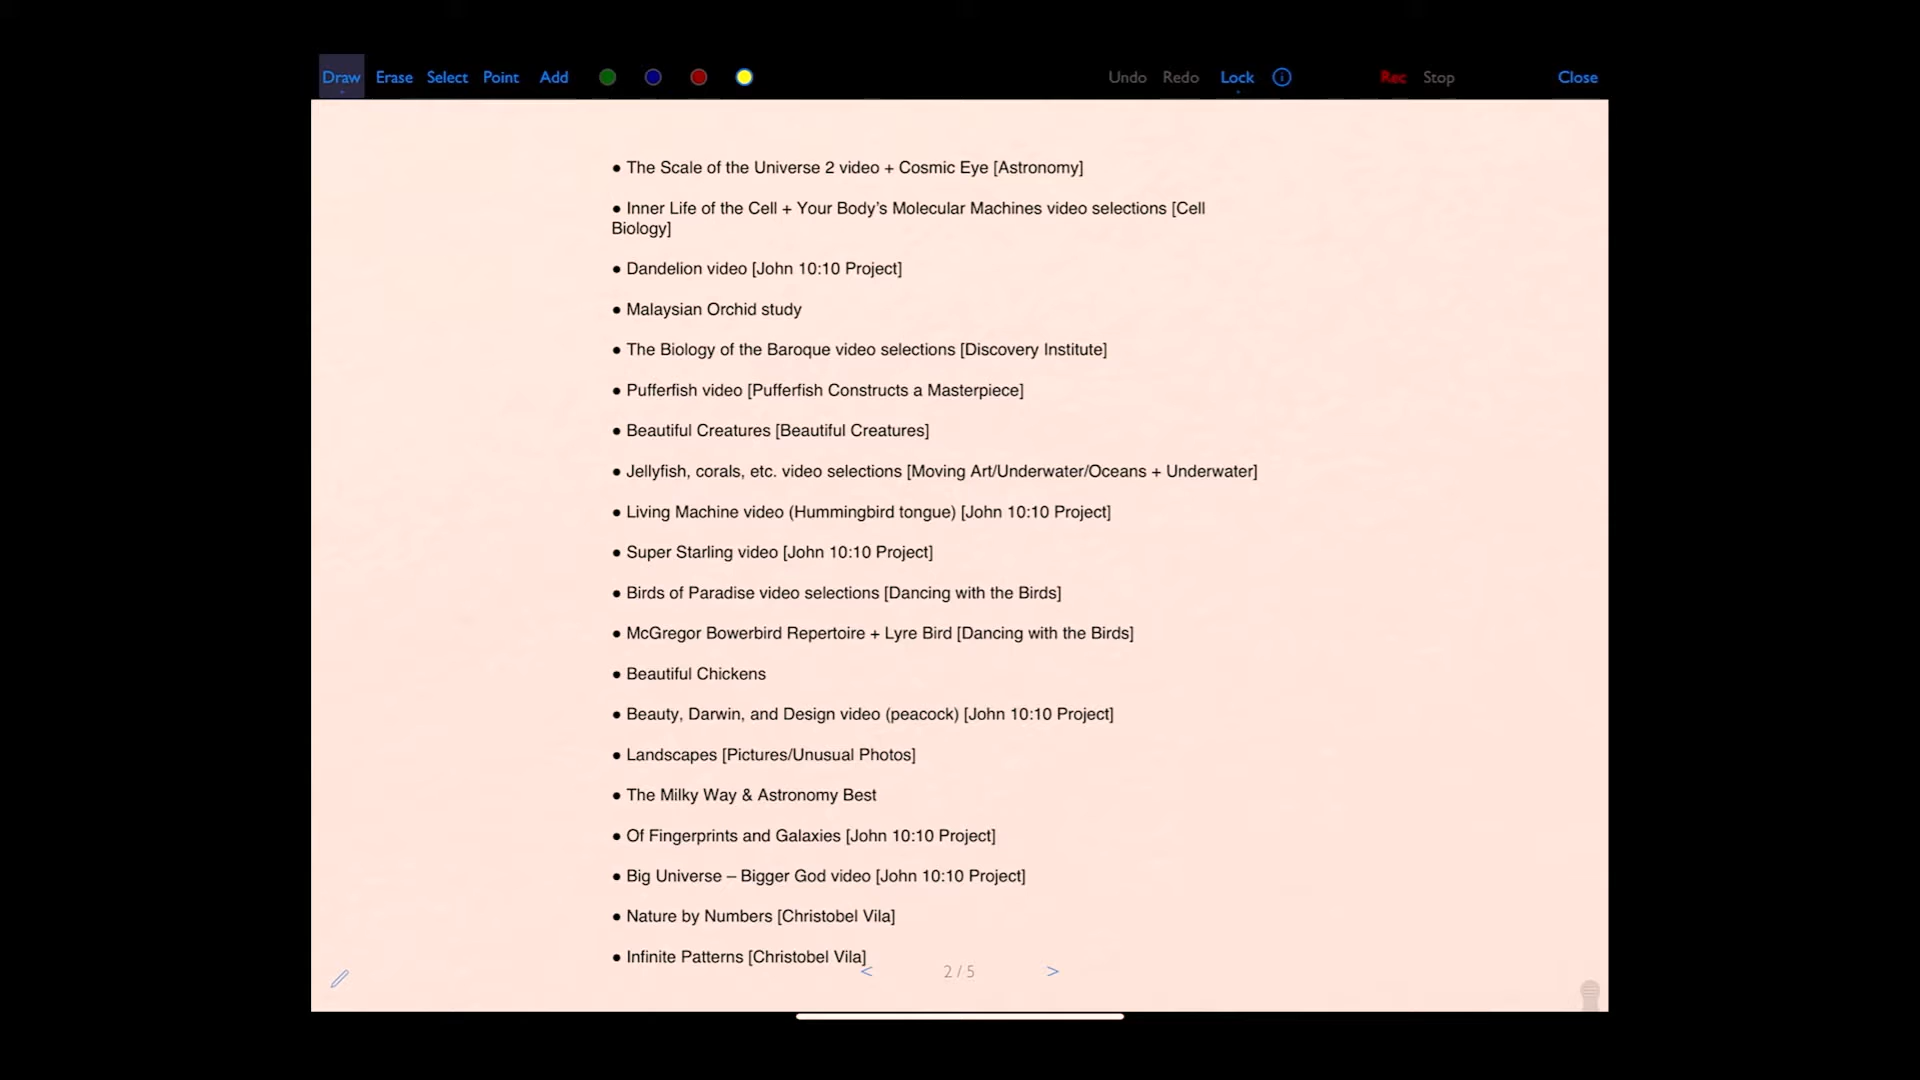 Draw Erase Select Point Add Undo Redo Lock Rec Stop Close
● The Scale of the Universe 2 video + Cosmic Eye [Astronomy]
● Inner Life of the Cell + Your Body’s Molecular Machines video selections [Cell
Biology]
● Dandelion video [John 10:10 Project]
● Malaysian Orchid study
● The Biology of the Baroque video selections [Discovery Institute]
● Pufferfish video [Pufferfish Constructs a Masterpiece]
● Beautiful Creatures [Beautiful Creatures]
● Jellyfish, corals, etc. video selections [Moving Art/Underwater/Oceans + Underwater]
● Living Machine video (Hummingbird tongue) [John 10:10 Project]
● Super Starling video [John 10:10 Project]
● Birds of Paradise video selections [Dancing with the Birds]
● McGregor Bowerbird Repertoire + Lyre Bird [Dancing with the Birds]
● Beautiful Chickens
● Beauty, Darwin, and Design video (peacock) [John 10:10 Project]
● Landscapes [Pictures/Unusual Photos]
● The Milky Way & Astronomy Best
● Of Fingerprints and Galaxies [John 10:10 Project]
● Big Universe – Bigger God video [John 10:10 Project]
● Nature by Numbers [Christobel Vila]
● Infinite Patterns [Christobel Vila]
< 2 / 5 >